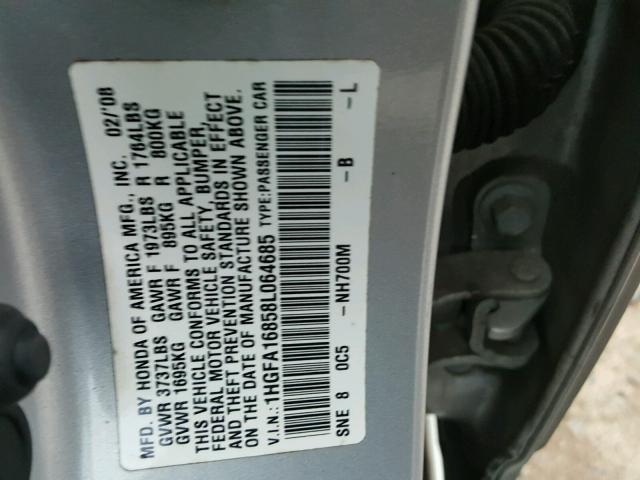 MFD. BY HONDA OF AMERICA MFG., INC. 02/'08
GVWR 3737LBS GAWR F 1973LBS R 1764LBS
GVWR 1695KG GAWR F 895KG R 800KG
THIS VEHICLE CONFORMS TO ALL APPLICABLE
FEDERAL MOTOR VEHICLE SAFETY, BUMPER,
AND THEFT PREVENTION STANDARDS IN EFFECT
ON THE DATE OF MANUFACTURE SHOWN ABOVE.
V.I.N.: 1HGFA16858L064685 TYPE: PASSENGER CAR
SNE 8 0C5 -NH700M -B -L